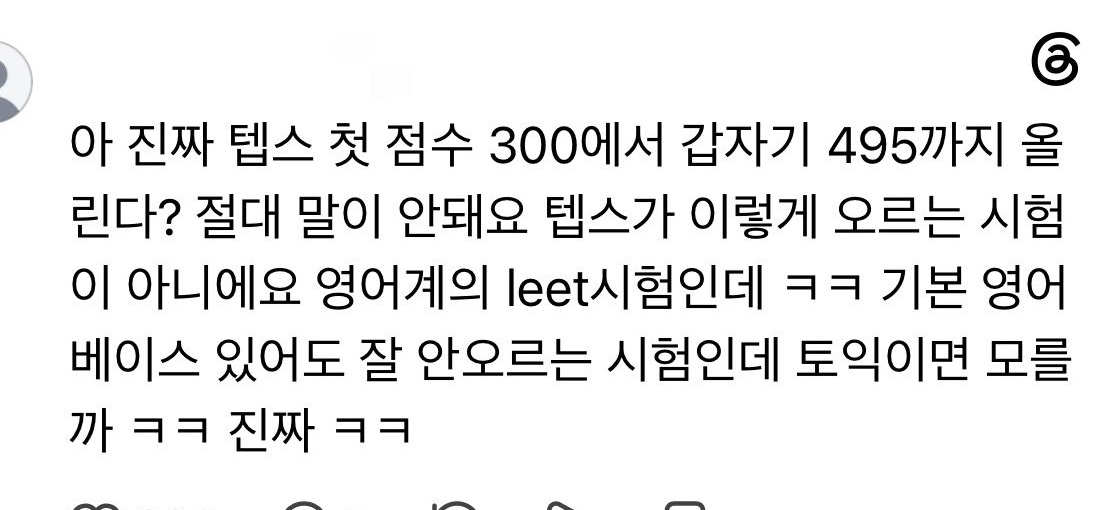 아 진짜 텝스 첫 점수 300에서 갑자기 495까지 올
린다? 절대 말이 안돼요 텝스가 이렇게 오르는 시험
이 아니에요 영어계의 leet시험인데 ㅋㅋ 기본 영어
베이스 있어도 잘 안오르는 시험인데 토익이면 모를
까 ㅋㅋ 진짜 ㅋㅋ